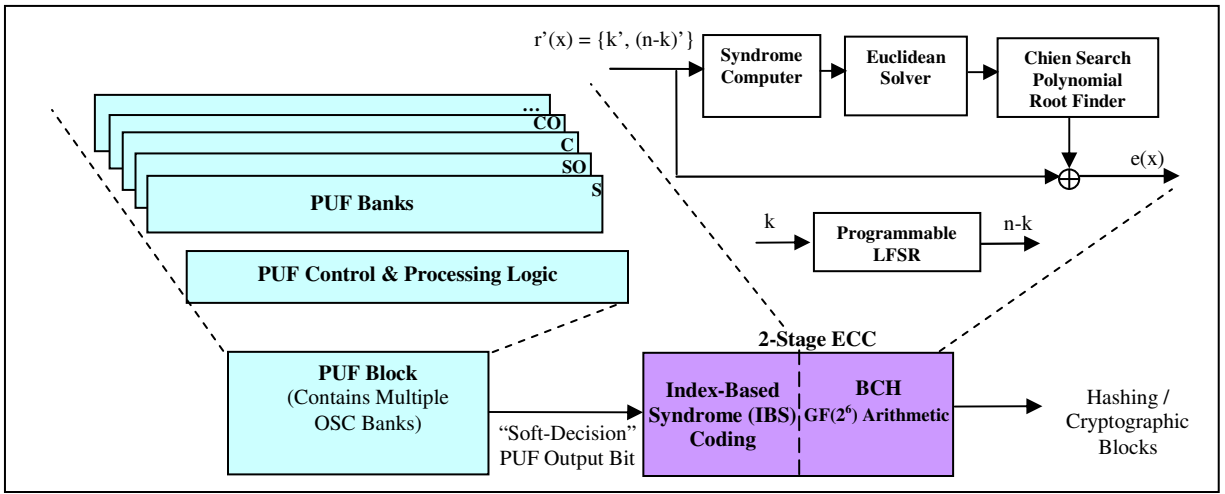 r'(x) = {k', (n-k)'}
Syndrome
Computer
Euclidean
Solver
Chien Search
Polynomial
Root Finder
e(x)
k
Programmable
LFSR
n-k
…
CO
C
SO
S
PUF Banks
PUF Control & Processing Logic
2-Stage ECC
PUF Block
(Contains Multiple
OSC Banks)
"Soft-Decision"
PUF Output Bit
Index-Based
Syndrome (IBS)
Coding
BCH
GF(2⁶) Arithmetic
Hashing /
Cryptographic
Blocks